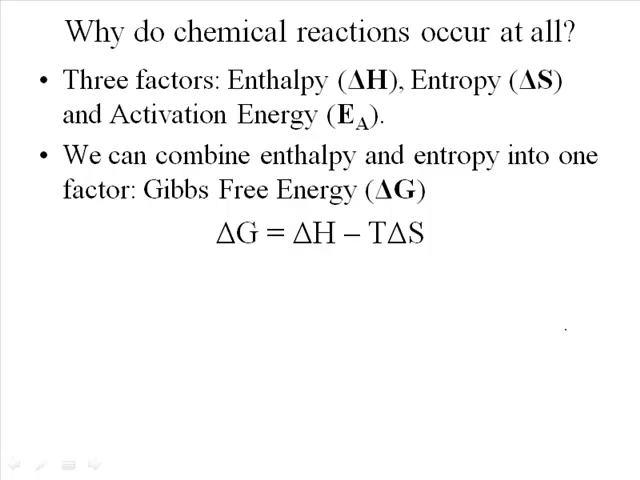 Why do chemical reactions occur at all?
• Three factors: Enthalpy (ΔH), Entropy (ΔS)
and Activation Energy (E_A).
• We can combine enthalpy and entropy into one
factor: Gibbs Free Energy (ΔG)
ΔG = ΔH – TΔS